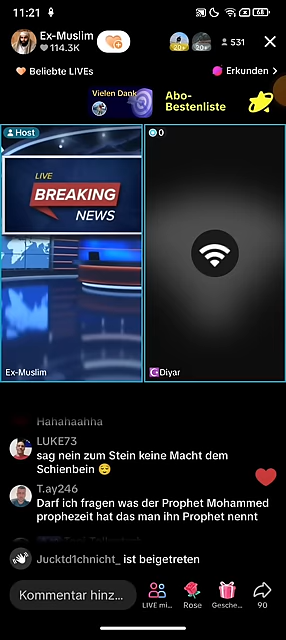 11:21
68
Ex-Muslim
114.3K
20+
20+
531
Beliebte LIVEs
Erkunden >
Vielen Dank
Abo-
Bestenliste
Host
0
LIVE
BREAKING
NEWS
Ex-Muslim
Diyar
Hahahaahha
LUKE73
sag nein zum Stein keine Macht dem
Schienbein 😌
T.ay246
Darf ich fragen was der Prophet Mohammed
prophezeit hat das man ihn Prophet nennt
Jucktd1chnicht_ ist beigetreten
Kommentar hinz...
LIVE mi...
Rose
Gesche...
90